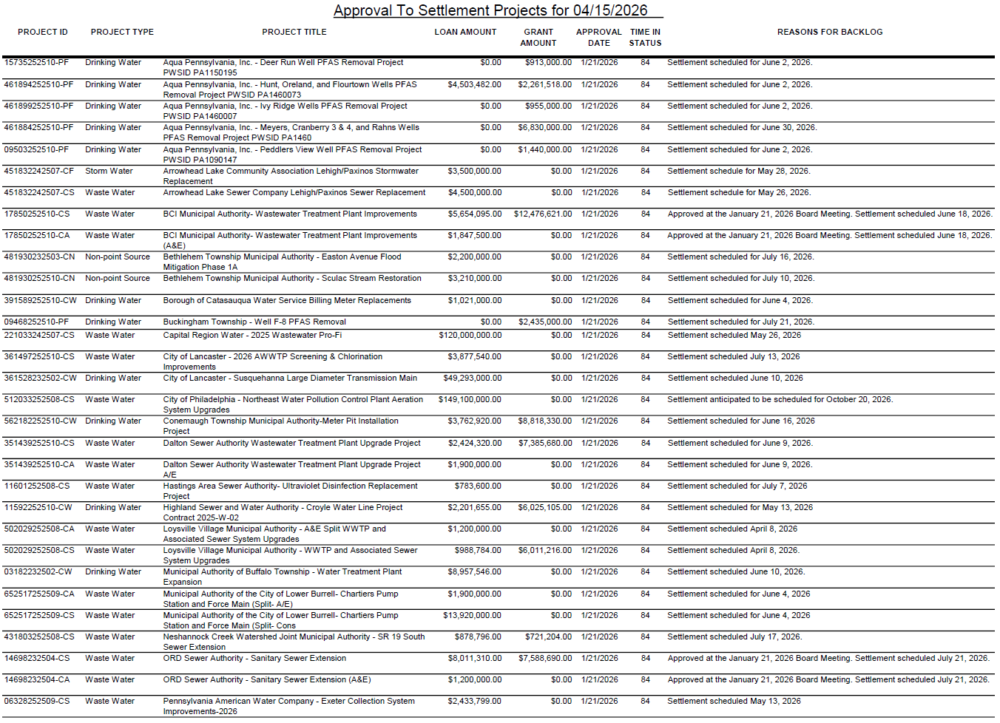 Approval To Settlement Projects for 04/15/2026
PROJECT ID PROJECT TYPE PROJECT TITLE LOAN AMOUNT GRANT AMOUNT APPROVAL DATE TIME IN STATUS REASONS FOR BACKLOG
15735252510-PF Drinking Water Aqua Pennsylvania, Inc. - Deer Run Well PFAS Removal Project $0.00 $913,000.00 1/21/2026 84 Settlement scheduled for June 2, 2026.
PWSID PA1150195
461894252510-PF Drinking Water Aqua Pennsylvania, Inc. - Hunt, Oreland, and Flourtown Wells PFAS $4,503,482.00 $2,261,518.00 1/21/2026 84 Settlement scheduled for June 2, 2026.
Removal Project PWSID PA1460073
461899252510-PF Drinking Water Aqua Pennsylvania, Inc. - Ivy Ridge Wells PFAS Removal Project $0.00 $955,000.00 1/21/2026 84 Settlement scheduled for June 2, 2026.
PWSID PA1460007
461884252510-PF Drinking Water Aqua Pennsylvania, Inc. - Meyers, Cranberry 3 & 4, and Rahns Wells $0.00 $6,830,000.00 1/21/2026 84 Settlement scheduled for June 30, 2026.
PFAS Removal Project PWSID PA1460
09503252510-PF Drinking Water Aqua Pennsylvania, Inc. - Peddlers View Well PFAS Removal Project $0.00 $1,440,000.00 1/21/2026 84 Settlement scheduled for June 2, 2026.
PWSID PA1090147
451832242507-CF Storm Water Arrowhead Lake Community Association Lehigh/Paxinos Stormwater $3,500,000.00 $0.00 1/21/2026 84 Settlement schedule for May 28, 2026.
Replacement
451832242507-CS Waste Water Arrowhead Lake Sewer Company Lehigh/Paxinos Sewer Replacement $4,500,000.00 $0.00 1/21/2026 84 Settlement schedule for May 26, 2026.
17850252510-CS Waste Water BCI Municipal Authority- Wastewater Treatment Plant Improvements $5,654,095.00 $12,476,621.00 1/21/2026 84 Approved at the January 21, 2026 Board Meeting. Settlement scheduled June 18, 2026.
17850252510-CA Waste Water BCI Municipal Authority- Wastewater Treatment Plant Improvements $1,847,500.00 $0.00 1/21/2026 84 Approved at the January 21, 2026 Board Meeting. Settlement scheduled June 18, 2026.
(A&E)
481930232503-CN Non-point Source Bethlehem Township Municipal Authority - Easton Avenue Flood $2,200,000.00 $0.00 1/21/2026 84 Settlement scheduled for July 16, 2026.
Mitigation Phase 1A
481930252510-CN Non-point Source Bethlehem Township Municipal Authority - Sculac Stream Restoration $3,210,000.00 $0.00 1/21/2026 84 Settlement scheduled for July 10, 2026.
391589252510-CW Drinking Water Borough of Catasauqua Water Service Billing Meter Replacements $1,021,000.00 $0.00 1/21/2026 84 Settlement scheduled for June 4, 2026.
09468252510-PF Drinking Water Buckingham Township - Well F-8 PFAS Removal $0.00 $2,435,000.00 1/21/2026 84 Settlement scheduled for July 21, 2026.
221033242507-CS Waste Water Capital Region Water - 2025 Wastewater Pro-Fi $120,000,000.00 $0.00 1/21/2026 84 Settlement scheduled May 26, 2026
361497252510-CS Waste Water City of Lancaster - 2026 AWWTP Screening & Chlorination $3,877,540.00 $0.00 1/21/2026 84 Settlement scheduled July 13, 2026
Improvements
361528232502-CW Drinking Water City of Lancaster - Susquehanna Large Diameter Transmission Main $49,293,000.00 $0.00 1/21/2026 84 Settlement scheduled June 10, 2026
512033252508-CS Waste Water City of Philadelphia - Northeast Water Pollution Control Plant Aeration $149,100,000.00 $0.00 1/21/2026 84 Settlement anticipated to be scheduled for October 20, 2026.
System Upgrades
562182252510-CW Drinking Water Conemaugh Township Municipal Authority-Meter Pit Installation $3,762,920.00 $8,818,330.00 1/21/2026 84 Settlement scheduled for June 16, 2026
Project
351439252510-CS Waste Water Dalton Sewer Authority Wastewater Treatment Plant Upgrade Project $2,424,320.00 $7,385,680.00 1/21/2026 84 Settlement scheduled for June 9, 2026.
351439252510-CA Waste Water Dalton Sewer Authority Wastewater Treatment Plant Upgrade Project $1,900,000.00 $0.00 1/21/2026 84 Settlement scheduled for June 9, 2026.
A/E
11601252508-CS Waste Water Hastings Area Sewer Authority- Ultraviolet Disinfection Replacement $783,600.00 $0.00 1/21/2026 84 Settlement scheduled for July 7, 2026
Project
11592252510-CW Drinking Water Highland Sewer and Water Authority - Croyle Water Line Project $2,201,655.00 $6,025,105.00 1/21/2026 84 Settlement scheduled for May 13, 2026
Contract 2025-W-02
502029252508-CA Waste Water Loysville Village Municipal Authority - A&E Split WWTP and $1,200,000.00 $0.00 1/21/2026 84 Settlement scheduled April 8, 2026
Associated Sewer System Upgrades
502029252508-CS Waste Water Loysville Village Municipal Authority - WWTP and Associated Sewer $988,784.00 $6,011,216.00 1/21/2026 84 Settlement scheduled April 8, 2026.
System Upgrades
03182232502-CW Drinking Water Municipal Authority of Buffalo Township - Water Treatment Plant $8,957,546.00 $0.00 1/21/2026 84 Settlement scheduled June 10, 2026.
Expansion
652517252509-CA Waste Water Municipal Authority of the City of Lower Burrell- Chartiers Pump $1,900,000.00 $0.00 1/21/2026 84 Settlement scheduled for June 4, 2026
Station and Force Main (Split- A/E)
652517252509-CS Waste Water Municipal Authority of the City of Lower Burrell- Chartiers Pump $13,920,000.00 $0.00 1/21/2026 84 Settlement scheduled for June 4, 2026
Station and Force Main (Split- Cons
431803252508-CS Waste Water Neshannock Creek Watershed Joint Municipal Authority - SR 19 South $878,796.00 $721,204.00 1/21/2026 84 Settlement scheduled July 17, 2026.
Sewer Extension
14698232504-CS Waste Water ORD Sewer Authority - Sanitary Sewer Extension $8,011,310.00 $7,588,690.00 1/21/2026 84 Approved at the January 21, 2026 Board Meeting. Settlement scheduled July 21, 2026.
14698232504-CA Waste Water ORD Sewer Authority - Sanitary Sewer Extension (A&E) $1,200,000.00 $0.00 1/21/2026 84 Approved at the January 21, 2026 Board Meeting. Settlement scheduled July 21, 2026.
06328252509-CS Waste Water Pennsylvania American Water Company - Exeter Collection System $2,433,799.00 $0.00 1/21/2026 84 Settlement scheduled May 13, 2026
Improvements-2026